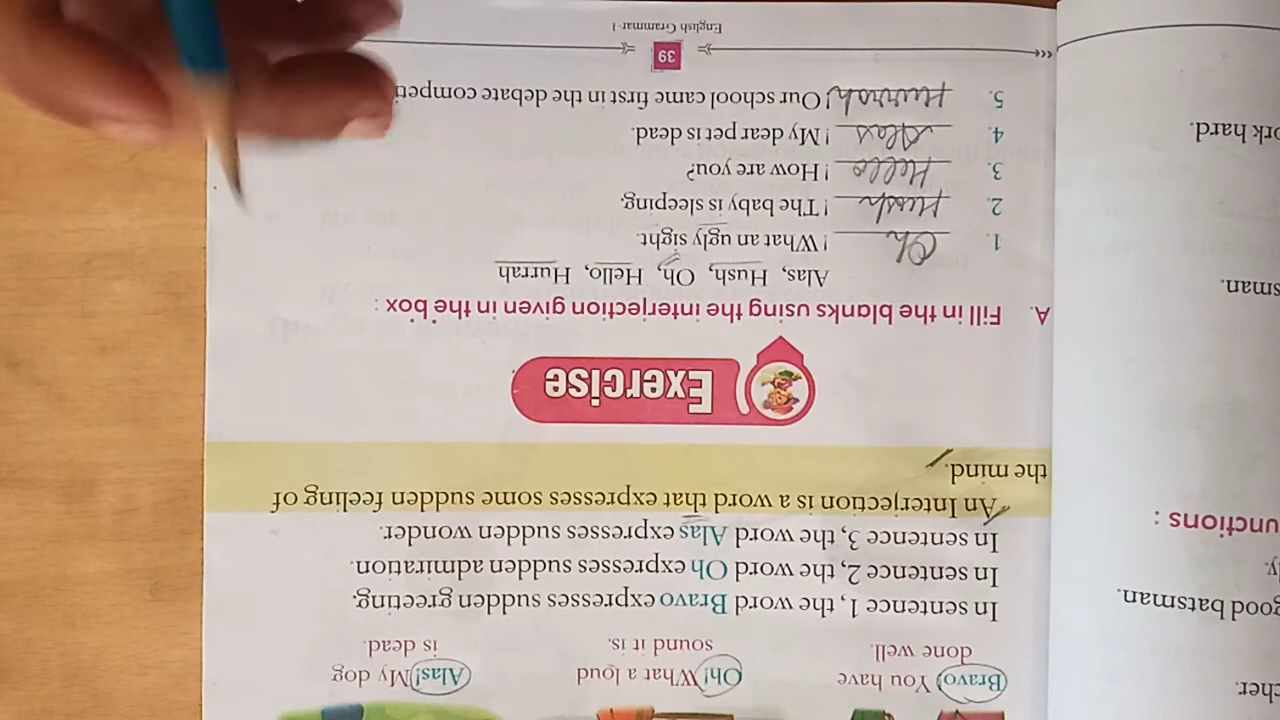 Bravo! You have
done well.
Oh! What a loud
sound it is.
Alas! My dog
is dead.
In sentence 1, the word Bravo expresses sudden greeting.
In sentence 2, the word Oh expresses sudden admiration.
In sentence 3, the word Alas expresses sudden wonder.
An Interjection is a word that expresses some sudden feeling of
the mind.
Exercise
A. Fill in the blanks using the interjection given in the box :
Alas, Hush, Oh, Hello, Hurrah
1. Oh ! What an ugly sight.
2. Hush ! The baby is sleeping.
3. Hello ! How are you?
4. Alas ! My dear pet is dead.
5. ! Our school came first in the debate
39
English Grammar-1
good batsman.
hard.